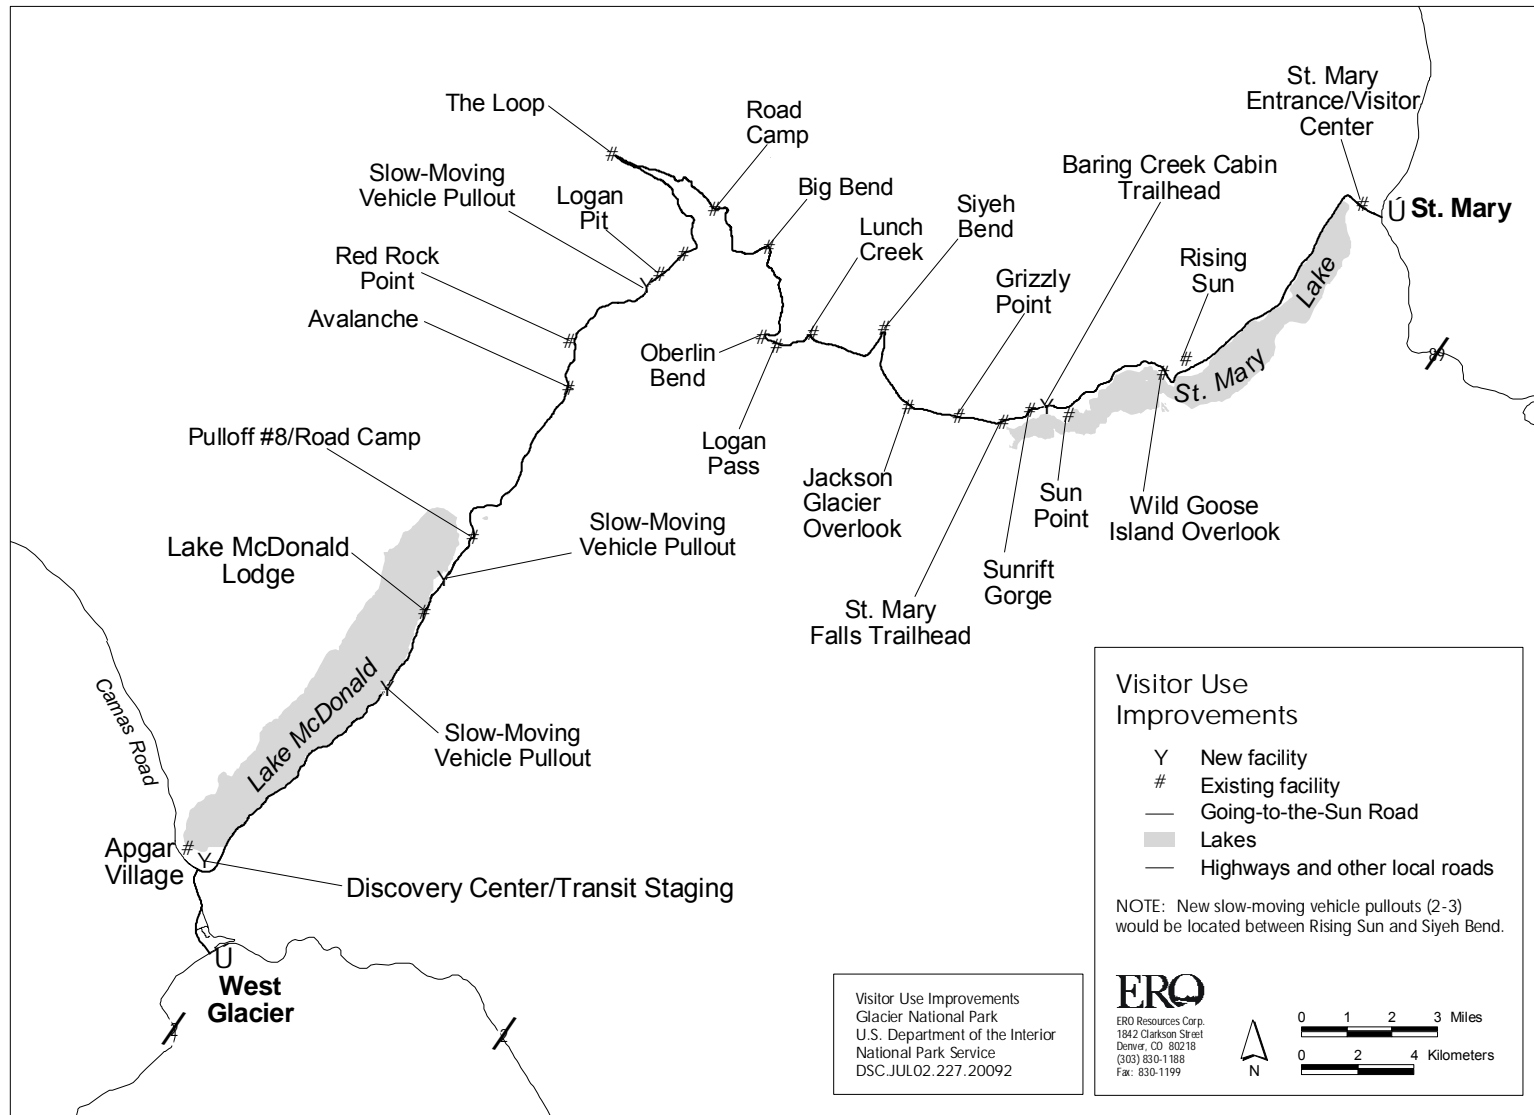 St. Mary
Entrance/Visitor
Center
The Loop
Road
Camp
Slow-Moving
Vehicle Pullout
Logan
Pit
Big Bend
Baring Creek Cabin
Trailhead
Siyeh
Bend
Lunch
Creek
St. Mary
Red Rock
Point
Rising
Sun
Grizzly
Point
Avalanche
Oberlin
Bend
Lake
St. Mary
89
Pulloff #8/Road Camp
Logan
Pass
Jackson
Glacier
Overlook
Sun
Point
Wild Goose
Island Overlook
Slow-Moving
Vehicle Pullout
Lake McDonald
Lodge
Sunrift
Gorge
St. Mary
Falls Trailhead
Camas Road
Lake McDonald
Slow-Moving
Vehicle Pullout
Apgar
Village
Discovery Center/Transit Staging
West
Glacier
2
2
Visitor Use
Improvements
Y New facility
# Existing facility
Going-to-the-Sun Road
Lakes
Highways and other local roads
NOTE: New slow-moving vehicle pullouts (2-3)
would be located between Rising Sun and Siyeh Bend.
Visitor Use Improvements
Glacier National Park
U.S. Department of the Interior
National Park Service
DSC.JUL02.227.20092
ERO
ERO Resources Corp.
1842 Clarkson Street
Denver, CO 80218
(303) 830-1188
Fax: 830-1199
N
0 1 2 3 Miles
0 2 4 Kilometers